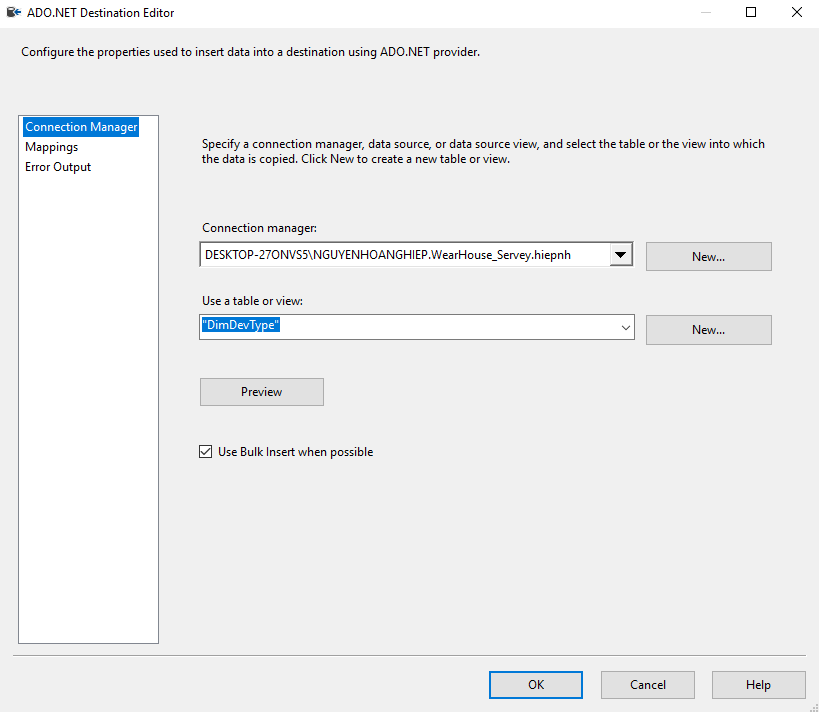 ADO.NET Destination Editor
Configure the properties used to insert data into a destination using ADO.NET provider.
Connection Manager
Mappings
Error Output
Specify a connection manager, data source, or data source view, and select the table or the view into which
the data is copied. Click New to create a new table or view.
Connection manager:
DESKTOP-27ONVS5\NGUYENHOANGHIEP.WearHouse_Servey.hiepnh
New...
Use a table or view:
"DimDevType"
New...
Preview
Use Bulk Insert when possible
OK
Cancel
Help